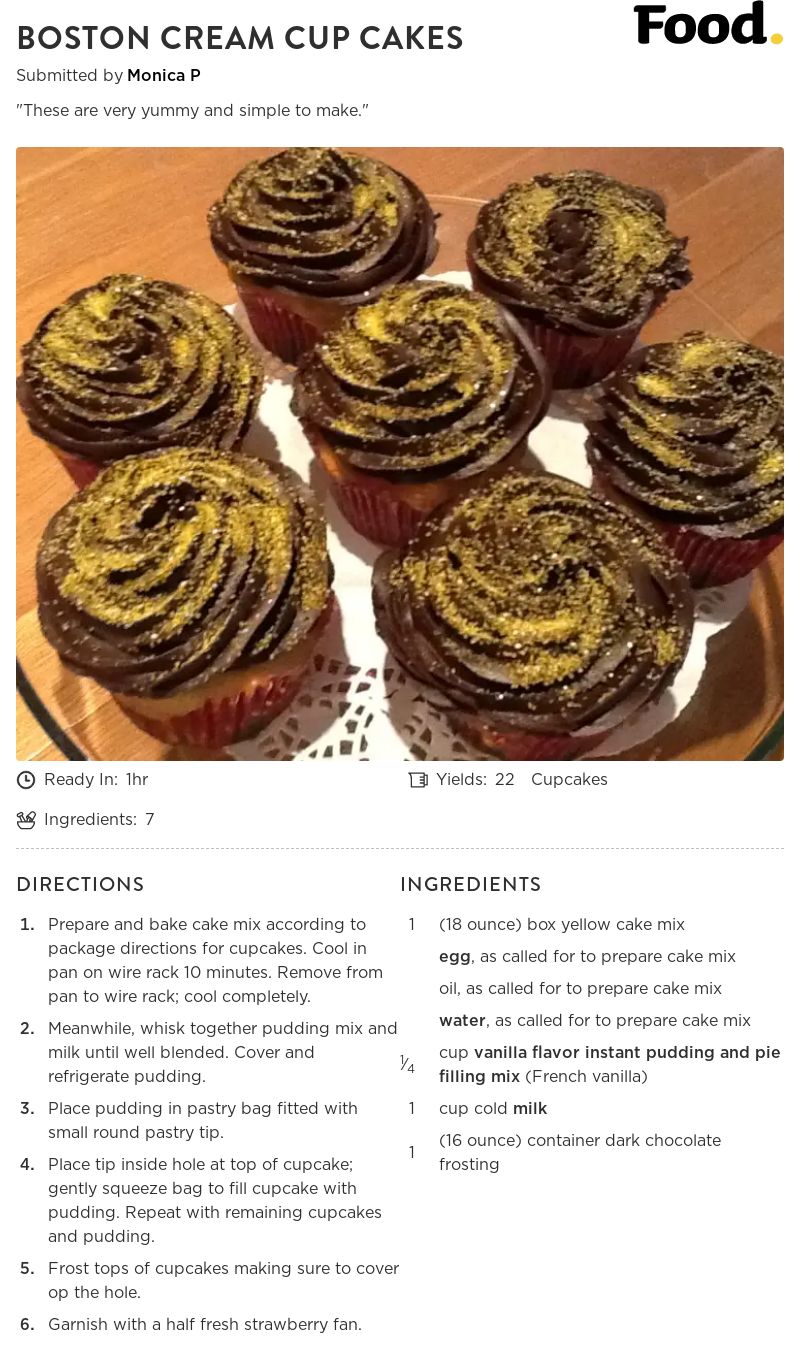 BOSTON CREAM CUP CAKES
Food.
Submitted by Monica P
"These are very yummy and simple to make."
Ready In: 1hr
Yields: 22 Cupcakes
Ingredients: 7
DIRECTIONS
1. Prepare and bake cake mix according to
package directions for cupcakes. Cool in
pan on wire rack 10 minutes. Remove from
pan to wire rack; cool completely.
2. Meanwhile, whisk together pudding mix and
milk until well blended. Cover and
refrigerate pudding.
3. Place pudding in pastry bag fitted with
small round pastry tip.
4. Place tip inside hole at top of cupcake;
gently squeeze bag to fill cupcake with
pudding. Repeat with remaining cupcakes
and pudding.
5. Frost tops of cupcakes making sure to cover
op the hole.
6. Garnish with a half fresh strawberry fan.
INGREDIENTS
1 (18 ounce) box yellow cake mix
egg, as called for to prepare cake mix
oil, as called for to prepare cake mix
water, as called for to prepare cake mix
1⁄4 cup vanilla flavor instant pudding and pie
filling mix (French vanilla)
1 cup cold milk
1 (16 ounce) container dark chocolate
frosting